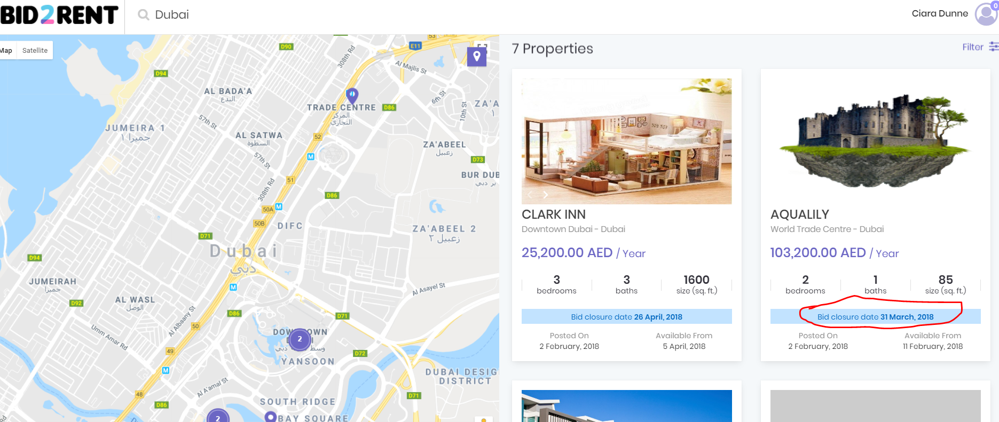 BID2RENT
Dubai
Ciara Dunne
0
Map
Satellite
D90
53
E11
308th Rd
Al Majlis St
D94
AL BADA'A
البدع
TRADE CENTRE
المركز
التجاري
D86
6th St
10th St
ZA'A
١
57th St
JUMEIRA 1
جميرا ١
AL SATWA
السطوة
52
ZA'ABEEL
زعبيل
57th St
M
D73
BUR DUB
بر دبي
308th Rd
51
D86
50A
M
50B
DIFC
ZA'ABEEL 2
زعبيل ٢
D71
Dubai
دبي
D94
JUMEIRAH
جميرا
M
Al Asayel St
AL WASL
الوصل
D92
D86
D71
Al Athaany St
50
Umm Amar Rd
2
49
D72
YANSOON
M
DUBAI DESIG
DISTRICT
Al A'amal St
48
D86
D71
SOUTH RIDGE
2
BAY SQUARE
7 Properties
Filter
CLARK INN
Downtown Dubai - Dubai
25,200.00 AED / Year
3 3 1600
bedrooms baths size (sq. ft.)
Bid closure date 26 April, 2018
Posted On Available From
2 February, 2018 5 April, 2018
AQUALILY
World Trade Centre - Dubai
103,200.00 AED / Year
2 1 85
bedrooms baths size (sq. ft.)
Bid closure date 31 March, 2018
Posted On Available From
2 February, 2018 11 February, 2018